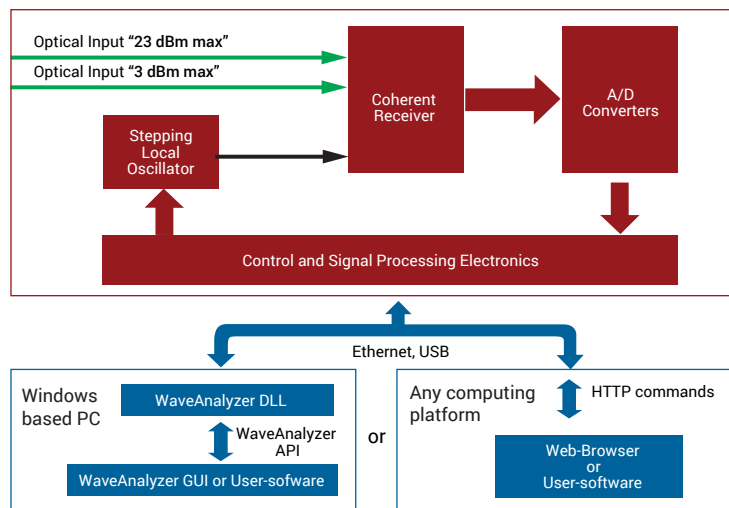 Optical Input “23 dBm max”
Optical Input “3 dBm max”
Coherent
Receiver
A/D
Converters
Stepping
Local
Oscillator
Control and Signal Processing Electronics
Ethernet, USB
Windows
based PC
WaveAnalyzer DLL
WaveAnalyzer
API
WaveAnalyzer GUI or User-sofware
or
Any computing
platform
HTTP commands
Web-Browser
or
User-software